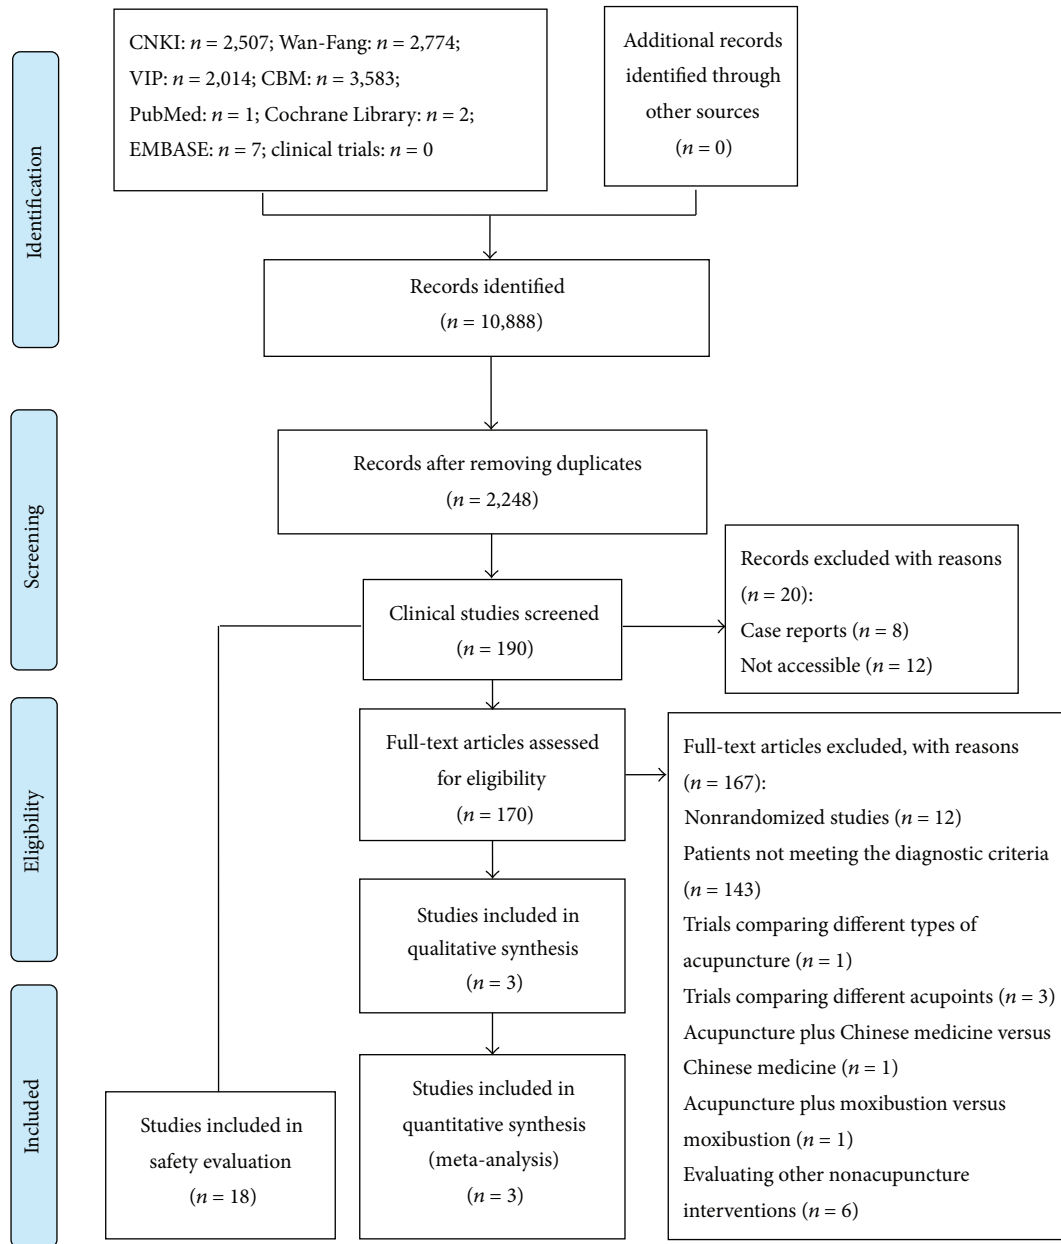 CNKI: n = 2,507; Wan-Fang: n = 2,774;
VIP: n = 2,014; CBM: n = 3,583;
PubMed: n = 1; Cochrane Library: n = 2;
EMBASE: n = 7; clinical trials: n = 0
Additional records
identified through
other sources
(n = 0)
Identification
Records identified
(n = 10,888)
Records after removing duplicates
(n = 2,248)
Screening
Clinical studies screened
(n = 190)
Records excluded with reasons
(n = 20):
Case reports (n = 8)
Not accessible (n = 12)
Eligibility
Full-text articles assessed
for eligibility
(n = 170)
Full-text articles excluded, with reasons
(n = 167):
Nonrandomized studies (n = 12)
Patients not meeting the diagnostic criteria
(n = 143)
Trials comparing different types of
acupuncture (n = 1)
Trials comparing different acupoints (n = 3)
Acupuncture plus Chinese medicine versus
Chinese medicine (n = 1)
Acupuncture plus moxibustion versus
moxibustion (n = 1)
Evaluating other nonacupuncture
interventions (n = 6)
Studies included in
qualitative synthesis
(n = 3)
Included
Studies included in
safety evaluation
(n = 18)
Studies included in
quantitative synthesis
(meta-analysis)
(n = 3)